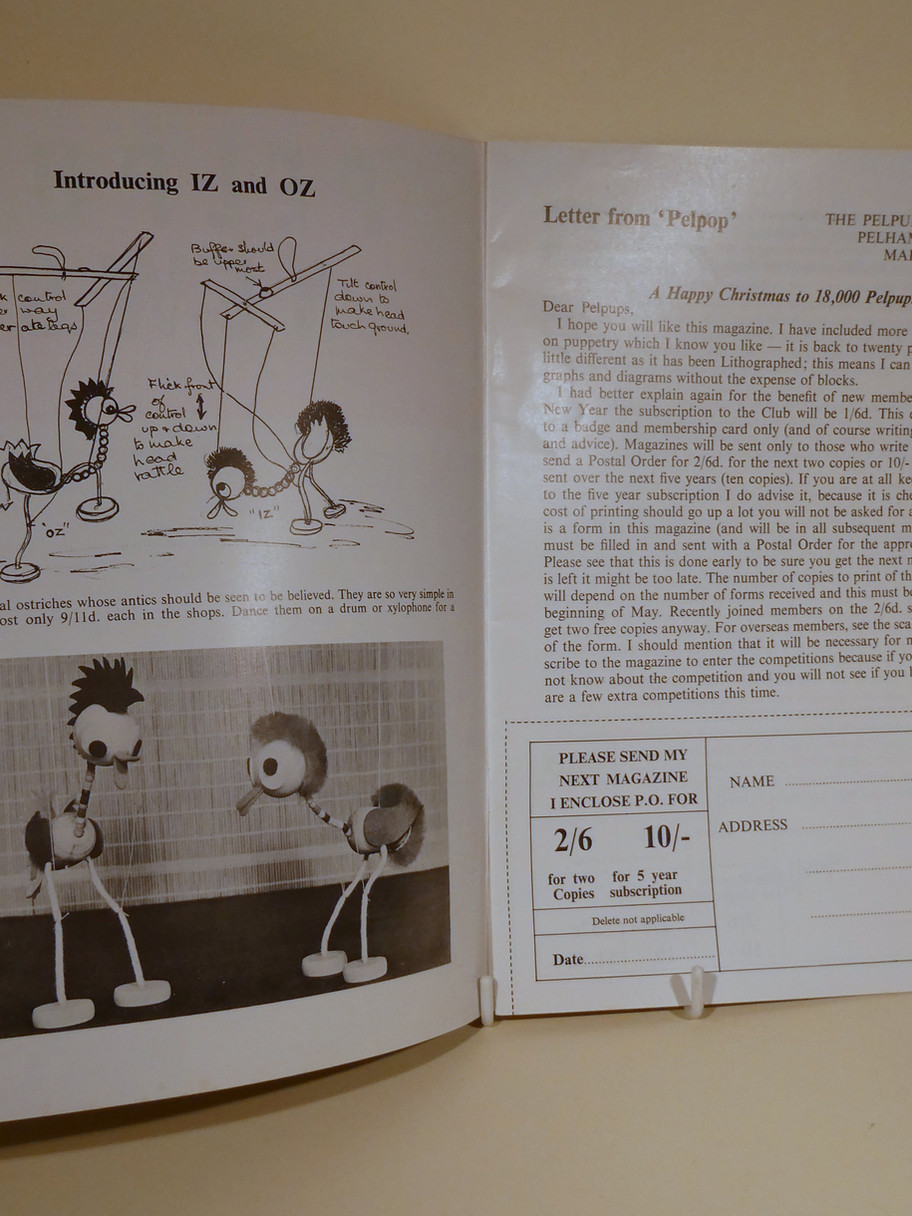 Introducing IZ and OZ
control
way
ate legs
Buffer should
be upper
most
Tilt control
down to
make head
touch ground.
Flick front
of
control
up & down
to make
head
rattle
"OZ"
"IZ"
al ostriches whose antics should be seen to be believed. They are so very simple in
ost only 9/11d. each in the shops. Dance them on a drum or xylophone for a
Letter from ‘Pelpop’
THE PELPU
PELHAM
MA
A Happy Christmas to 18,000 Pelpup
Dear Pelpups,
I hope you will like this magazine. I have included more
on puppetry which I know you like — it is back to twenty p
little different as it has been Lithographed; this means I can
graphs and diagrams without the expense of blocks.
I had better explain again for the benefit of new membe
New Year the subscription to the Club will be 1/6d. This
to a badge and membership card only (and of course writing
and advice). Magazines will be sent only to those who write
send a Postal Order for 2/6d. for the next two copies or 10/-
sent over the next five years (ten copies). If you are at all ke
to the five year subscription I do advise it, because it is che
cost of printing should go up a lot you will not be asked for a
is a form in this magazine (and will be in all subsequent m
must be filled in and sent with a Postal Order for the appr
Please see that this is done early to be sure you get the next
is left it might be too late. The number of copies to print of th
will depend on the number of forms received and this must be
beginning of May. Recently joined members on the 2/6d. s
get two free copies anyway. For overseas members, see the sca
of the form. I should mention that it will be necessary for m
scribe to the magazine to enter the competitions because if yo
not know about the competition and you will not see if you
are a few extra competitions this time.
PLEASE SEND MY
NEXT MAGAZINE
I ENCLOSE P.O. FOR
2/6 10/-
for two for 5 year
Copies subscription
Delete not applicable
Date
NAME
ADDRESS